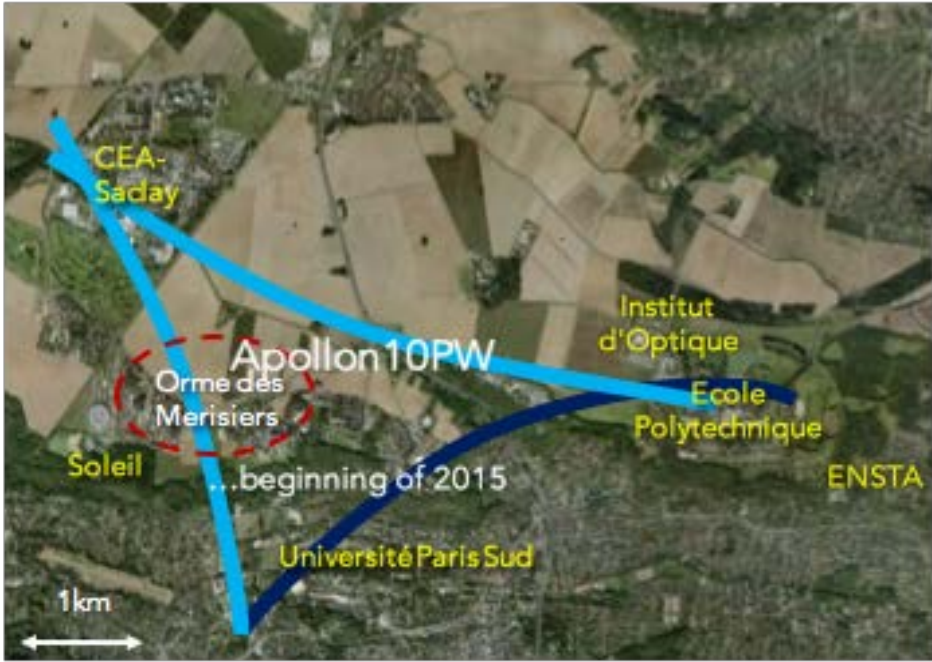 CEA-
Saclay
Institut
d'Optique
Apollon10PW
Orme des
Merisiers
Ecole
Polytechnique
Soleil
...beginning of 2015
ENSTA
Université Paris Sud
1km